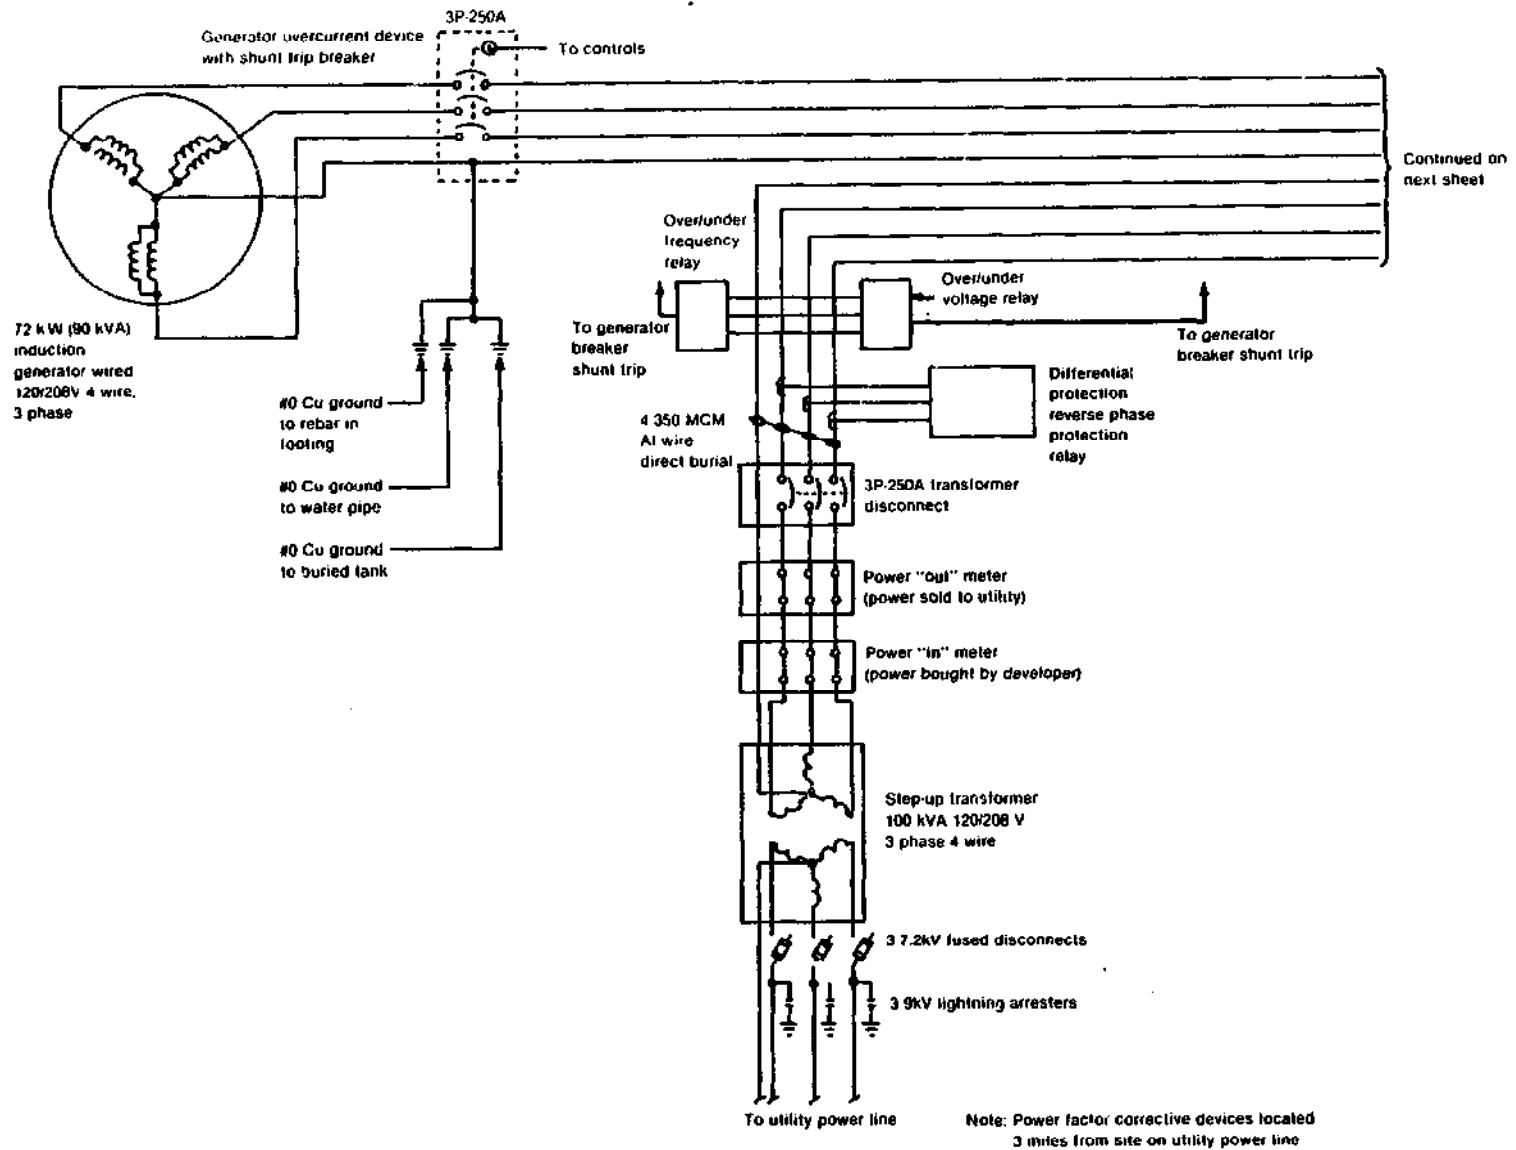 3P-250A
Generator overcurrent device
with shunt trip breaker
To controls
Continued on
next sheet
Over/under
frequency
relay
Over/under
voltage relay
To generator
breaker
shunt trip
To generator
breaker shunt trip
72 kW (90 kVA)
induction
generator wired
120/208V 4 wire,
3 phase
Differential
protection
reverse phase
protection
relay
#0 Cu ground
to rebar in
footing
4 350 MCM
Al wire
direct burial
#0 Cu ground
to water pipe
3P-250A transformer
disconnect
#0 Cu ground
to buried tank
Power "out" meter
(power sold to utility)
Power "in" meter
(power bought by developer)
Step-up transformer
100 kVA 120/208 V
3 phase 4 wire
3 7.2kV fused disconnects
3 9kV lightning arresters
To utility power line
Note: Power factor corrective devices located
3 miles from site on utility power line